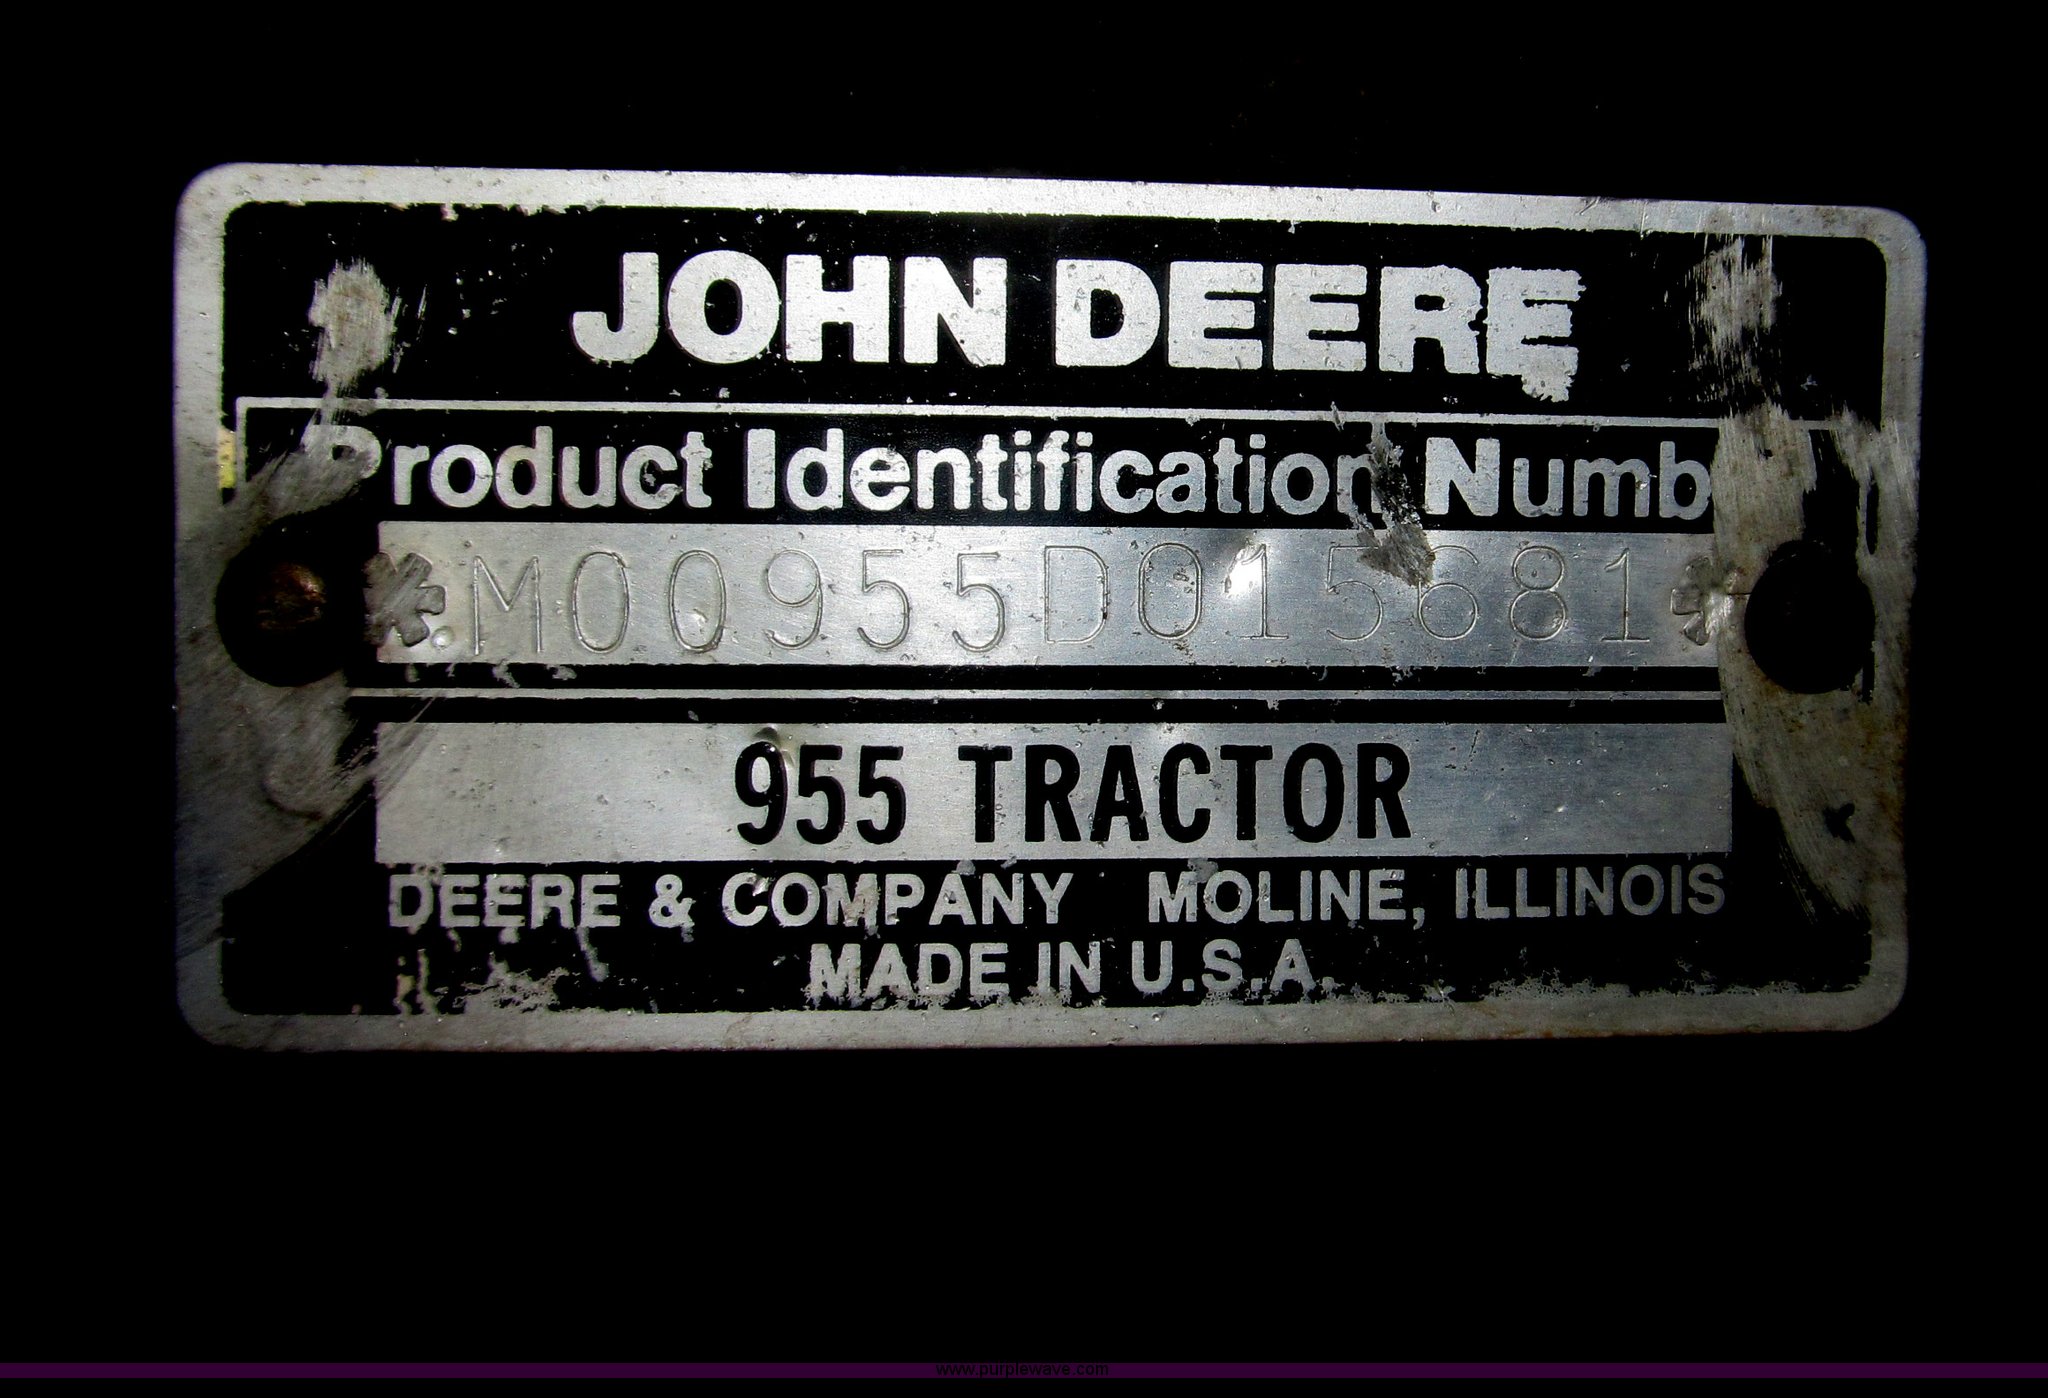 JOHN DEERE
Product Identification Numb
*M00955D015681*
955 TRACTOR
DEERE & COMPANY MOLINE, ILLINOIS
MADE IN U.S.A.
www.purplewave.com